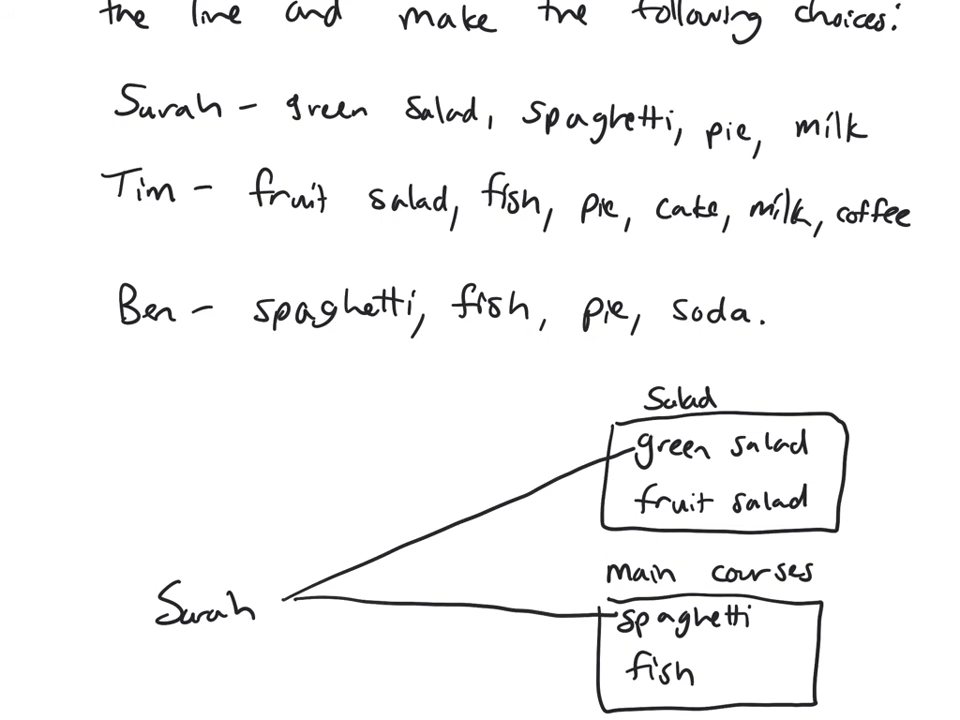 the line and make the following choices:
Sarah - green salad, spaghetti, pie, milk
Tim - fruit salad, fish, pie, cake, milk, coffee
Ben - spaghetti, fish, pie, soda.
Salad
green salad
fruit salad
main courses
Sarah
spaghetti
fish